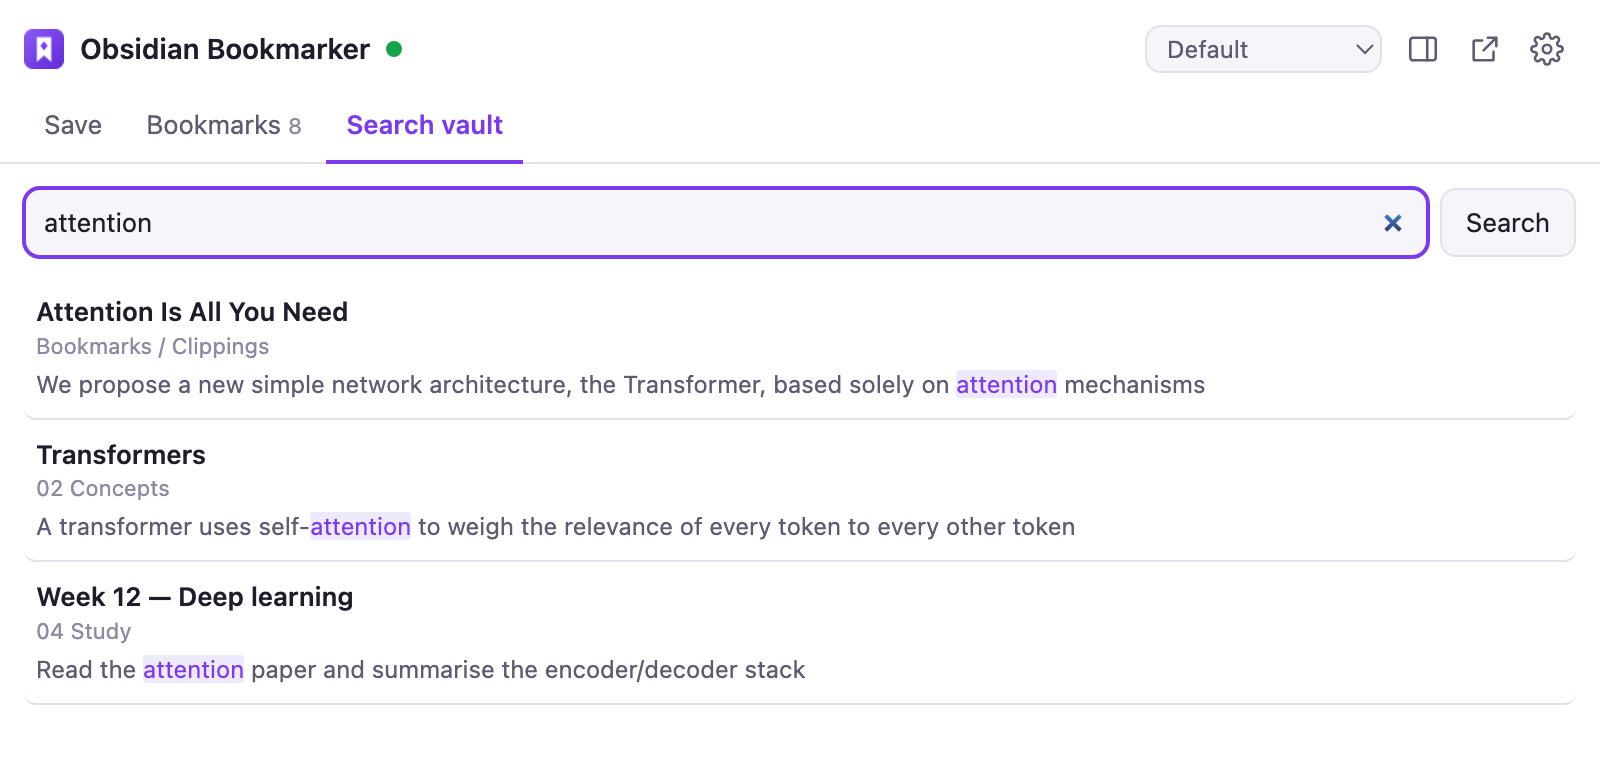 Obsidian Bookmarker
Default
Save
Bookmarks 8
Search vault
attention
Search
Attention Is All You Need
Bookmarks / Clippings
We propose a new simple network architecture, the Transformer, based solely on attention mechanisms
Transformers
02 Concepts
A transformer uses self-attention to weigh the relevance of every token to every other token
Week 12 — Deep learning
04 Study
Read the attention paper and summarise the encoder/decoder stack